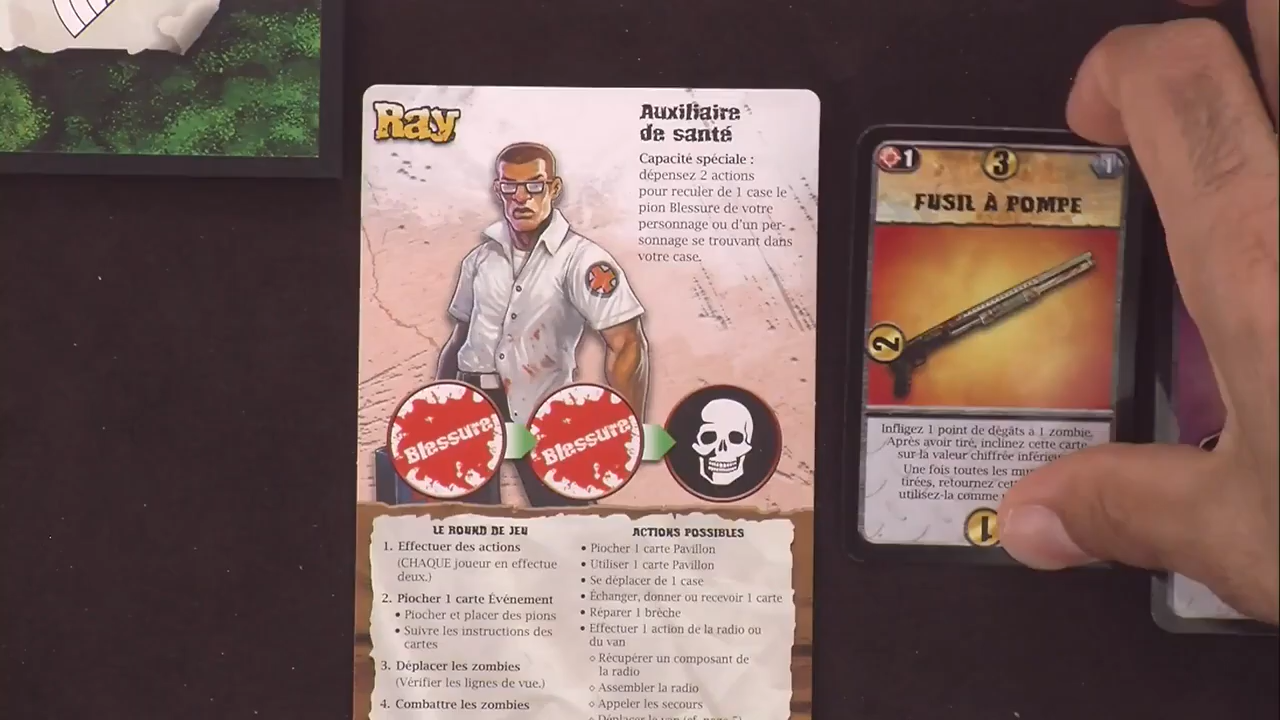 Ray
Auxiliaire
de santé
Capacité spéciale :
dépensez 2 actions
pour reculer de 1 case le
pion Blessure de votre
personnage ou d'un per-
sonnage se trouvant dans
votre case.
Blessure!
Blessure!
LE ROUND DE JEU
1. Effectuer des actions
(CHAQUE joueur en effectue
deux.)
2. Piocher 1 carte Événement
• Piocher et placer des pions
• Suivre les instructions des
cartes
3. Déplacer les zombies
(Vérifier les lignes de vue.)
4. Combattre les zombies
ACTIONS POSSIBLES
• Piocher 1 carte Pavillon
• Utiliser 1 carte Pavillon
• Se déplacer de 1 case
• Échanger, donner ou recevoir 1 carte
• Réparer 1 brèche
• Effectuer 1 action de la radio ou
du van
⋄ Récupérer un composant de
la radio
⋄ Assembler la radio
⋄ Appeler les secours
⋄ Déplacer le van (cf. page 5)
1
3
1
FUSIL À POMPE
2
Infligez 1 point de dégâts à 1 zombie.
Après avoir tiré, inclinez cette carte
sur la valeur chiffrée
Une fois toutes les
tirées, retournez
utilisez-la comme
1